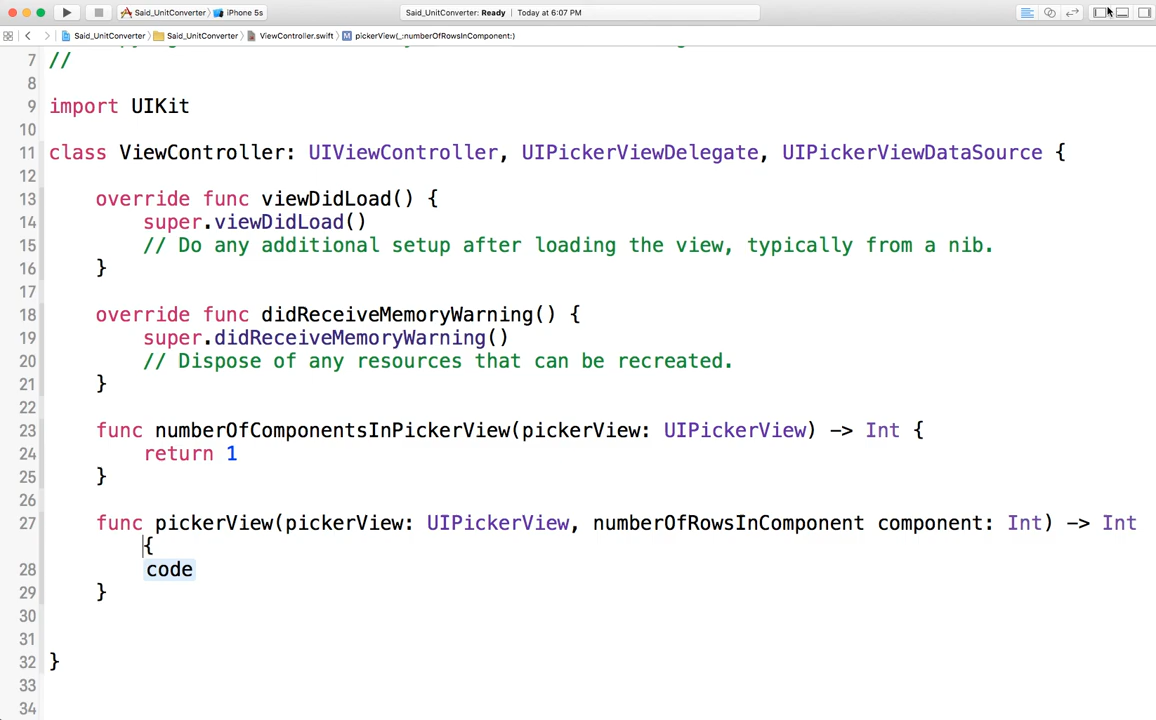 Said_UnitConverter iPhone 5s
Said_UnitConverter: Ready | Today at 6:07 PM
Said_UnitConverter Said_UnitConverter ViewController.swift M pickerView(_:numberOfRowsInComponent:)
7 //
8
9 import UIKit
10
11 class ViewController: UIViewController, UIPickerViewDelegate, UIPickerViewDataSource {
12
13 override func viewDidLoad() {
14 super.viewDidLoad()
15 // Do any additional setup after loading the view, typically from a nib.
16 }
17
18 override func didReceiveMemoryWarning() {
19 super.didReceiveMemoryWarning()
20 // Dispose of any resources that can be recreated.
21 }
22
23 func numberOfComponentsInPickerView(pickerView: UIPickerView) -> Int {
24 return 1
25 }
26
27 func pickerView(pickerView: UIPickerView, numberOfRowsInComponent component: Int) -> Int
{
28 code
29 }
30
31
32 }
33
34